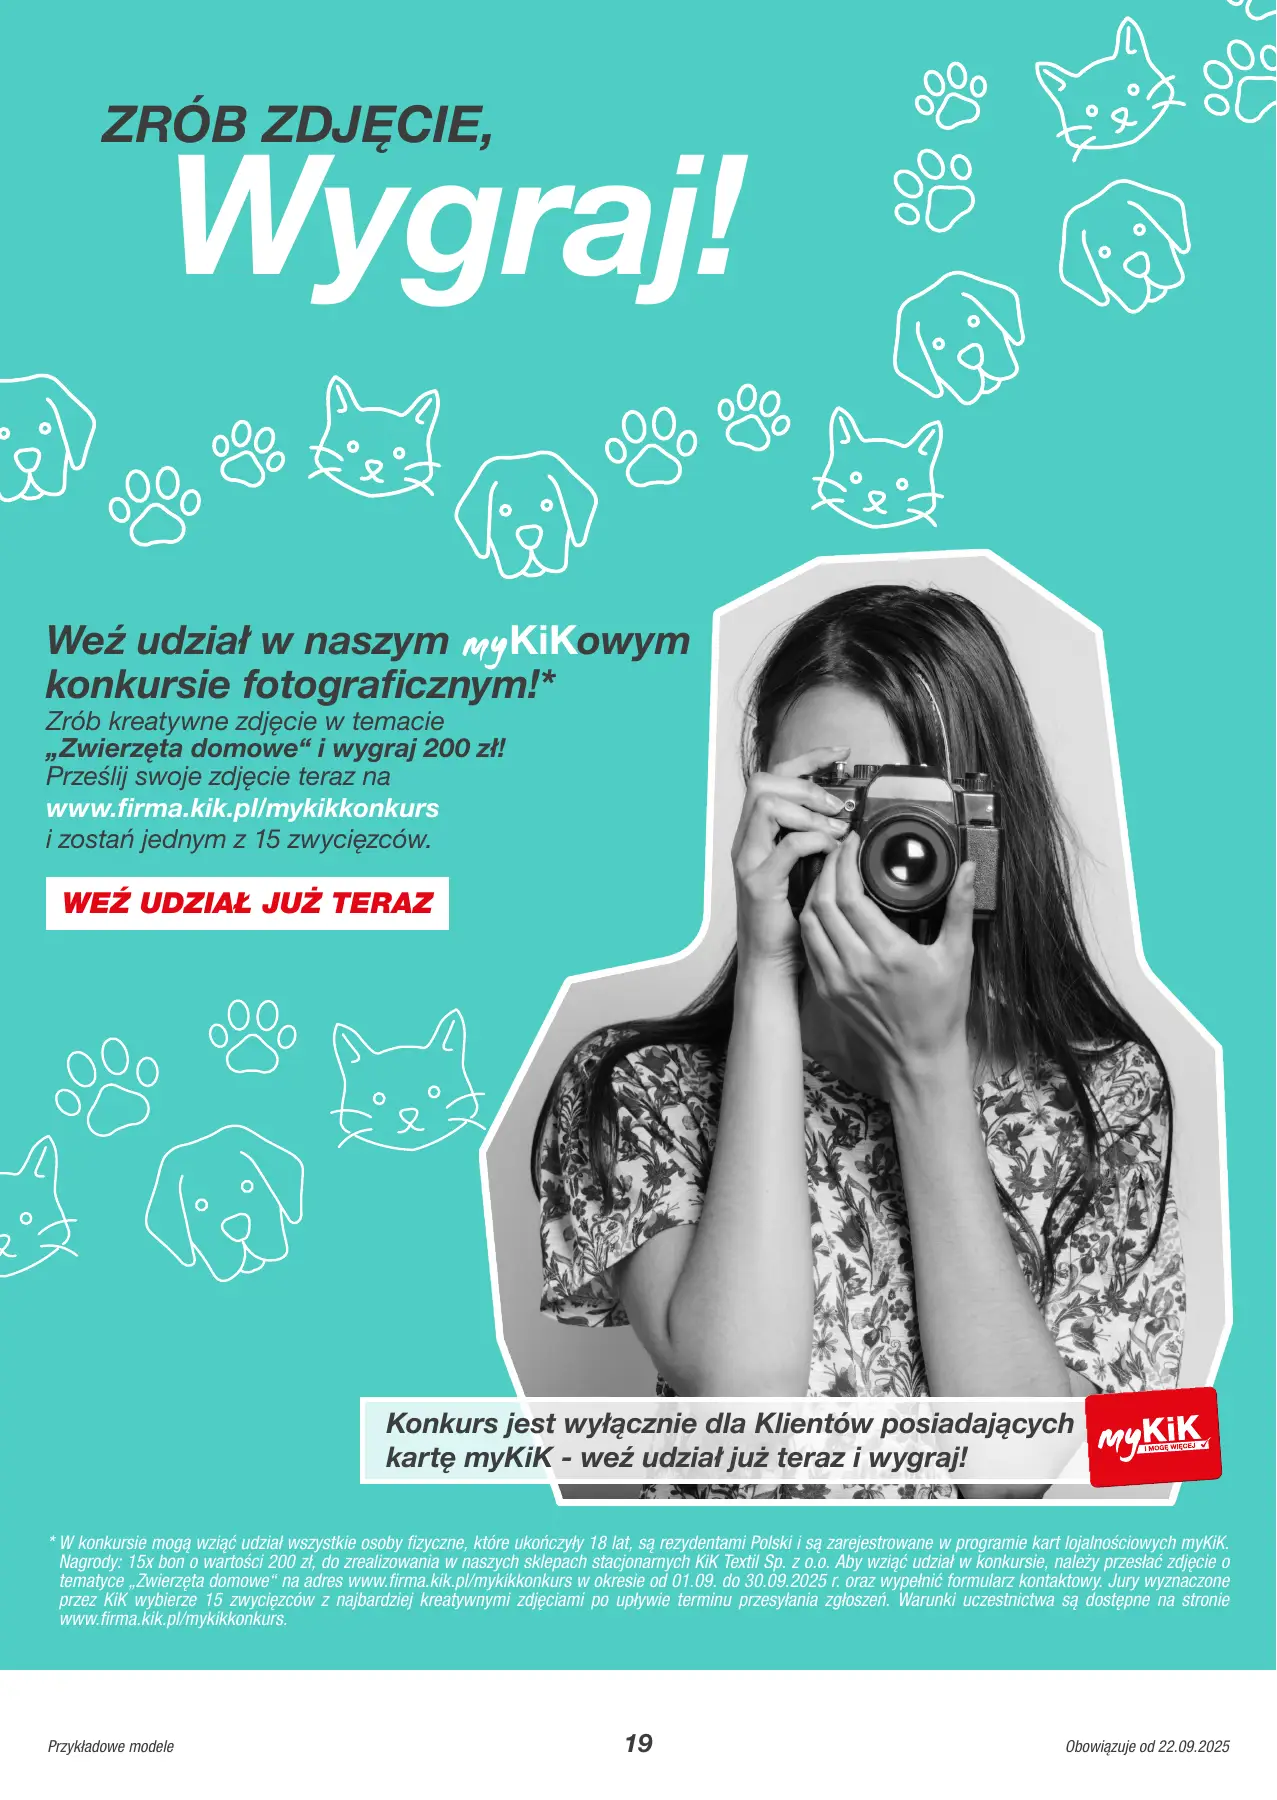 ZRÓB ZDJĘCIE,
Wygraj!
Weź udział w naszym myKiKowym
konkursie fotograficznym!*
Zrób kreatywne zdjęcie w temacie
„Zwierzęta domowe“ i wygraj 200 zł!
Prześlij swoje zdjęcie teraz na
www.firma.kik.pl/mykikkonkurs
i zostań jednym z 15 zwycięzców.
WEŹ UDZIAŁ JUŻ TERAZ
Konkurs jest wyłącznie dla Klientów posiadających
kartę myKiK - weź udział już teraz i wygraj!
myKiK
I MOGĘ WIĘCEJ
* W konkursie mogą wziąć udział wszystkie osoby fizyczne, które ukończyły 18 lat, są rezydentami Polski i są zarejestrowane w programie kart lojalnościowych myKiK.
Nagrody: 15x bon o wartości 200 zł, do zrealizowania w naszych sklepach stacjonarnych KiK Textil Sp. z o.o. Aby wziąć udział w konkursie, należy przesłać zdjęcie o
tematyce „Zwierzęta domowe“ na adres www.firma.kik.pl/mykikkonkurs w okresie od 01.09. do 30.09.2025 r. oraz wypełnić formularz kontaktowy. Jury wyznaczone
przez KiK wybierze 15 zwycięzców z najbardziej kreatywnymi zdjęciami po upływie terminu przesyłania zgłoszeń. Warunki uczestnictwa są dostępne na stronie
www.firma.kik.pl/mykikkonkurs.
Przykładowe modele
19
Obowiązuje od 22.09.2025